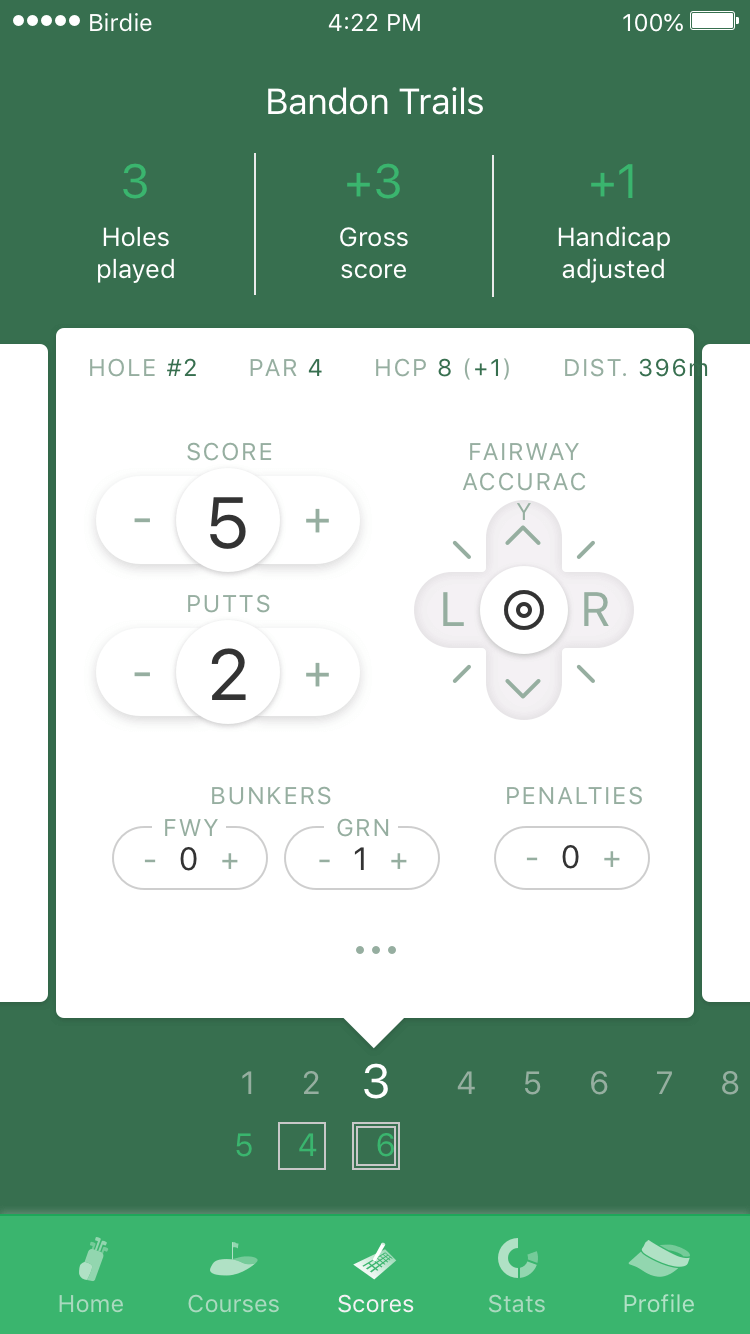 Birdie 4:22 PM 100%
Bandon Trails
3 +3 +1
Holes played
Gross score
Handicap adjusted
HOLE #2 PAR 4 HCP 8 (+1) DIST. 396m
SCORE
- 5 +
PUTTS
- 2 +
FAIRWAY
ACCURAC
Y
L R
BUNKERS
FWY
- 0 +
GRN
- 1 +
PENALTIES
- 0 +
1 2 3 4 5 6 7 8
5 4 6
Home Courses Scores Stats Profile